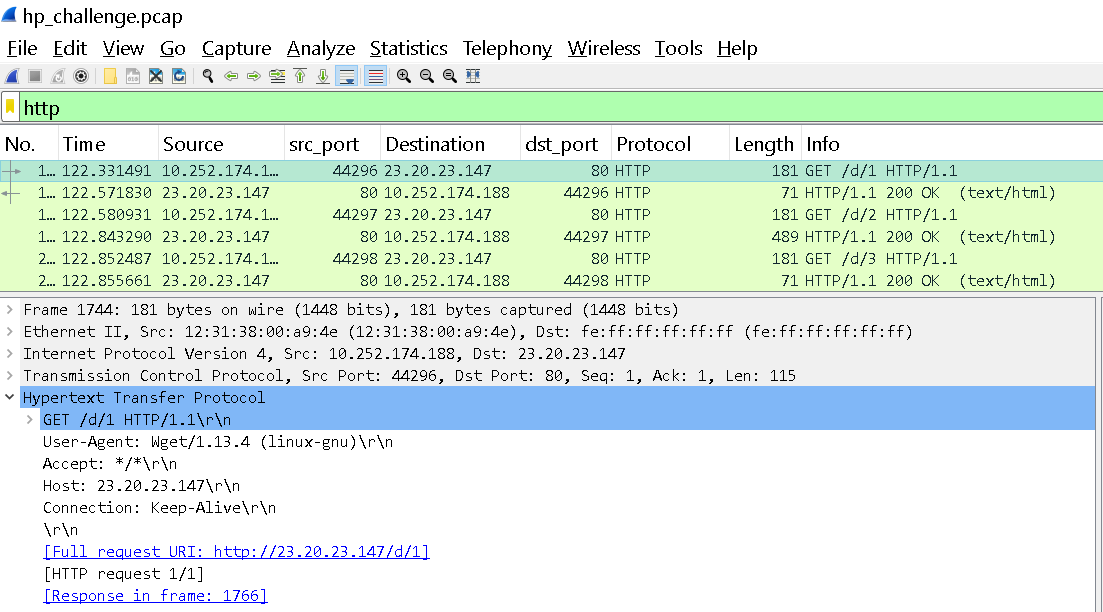 hp_challenge.pcap
File Edit View Go Capture Analyze Statistics Telephony Wireless Tools Help
http
No. Time Source src_port Destination dst_port Protocol Length Info
1… 122.331491 10.252.174.1… 44296 23.20.23.147 80 HTTP 181 GET /d/1 HTTP/1.1
1… 122.571830 23.20.23.147 80 10.252.174.188 44296 HTTP 71 HTTP/1.1 200 OK (text/html)
1… 122.580931 10.252.174.1… 44297 23.20.23.147 80 HTTP 181 GET /d/2 HTTP/1.1
1… 122.843290 23.20.23.147 80 10.252.174.188 44297 HTTP 489 HTTP/1.1 200 OK (text/html)
2… 122.852487 10.252.174.1… 44298 23.20.23.147 80 HTTP 181 GET /d/3 HTTP/1.1
2… 122.855661 23.20.23.147 80 10.252.174.188 44298 HTTP 71 HTTP/1.1 200 OK (text/html)
Frame 1744: 181 bytes on wire (1448 bits), 181 bytes captured (1448 bits)
Ethernet II, Src: 12:31:38:00:a9:4e (12:31:38:00:a9:4e), Dst: fe:ff:ff:ff:ff:ff (fe:ff:ff:ff:ff:ff)
Internet Protocol Version 4, Src: 10.252.174.188, Dst: 23.20.23.147
Transmission Control Protocol, Src Port: 44296, Dst Port: 80, Seq: 1, Ack: 1, Len: 115
Hypertext Transfer Protocol
GET /d/1 HTTP/1.1\r\n
User-Agent: Wget/1.13.4 (linux-gnu)\r\n
Accept: */*\r\n
Host: 23.20.23.147\r\n
Connection: Keep-Alive\r\n
\r\n
[Full request URI: http://23.20.23.147/d/1]
[HTTP request 1/1]
[Response in frame: 1766]